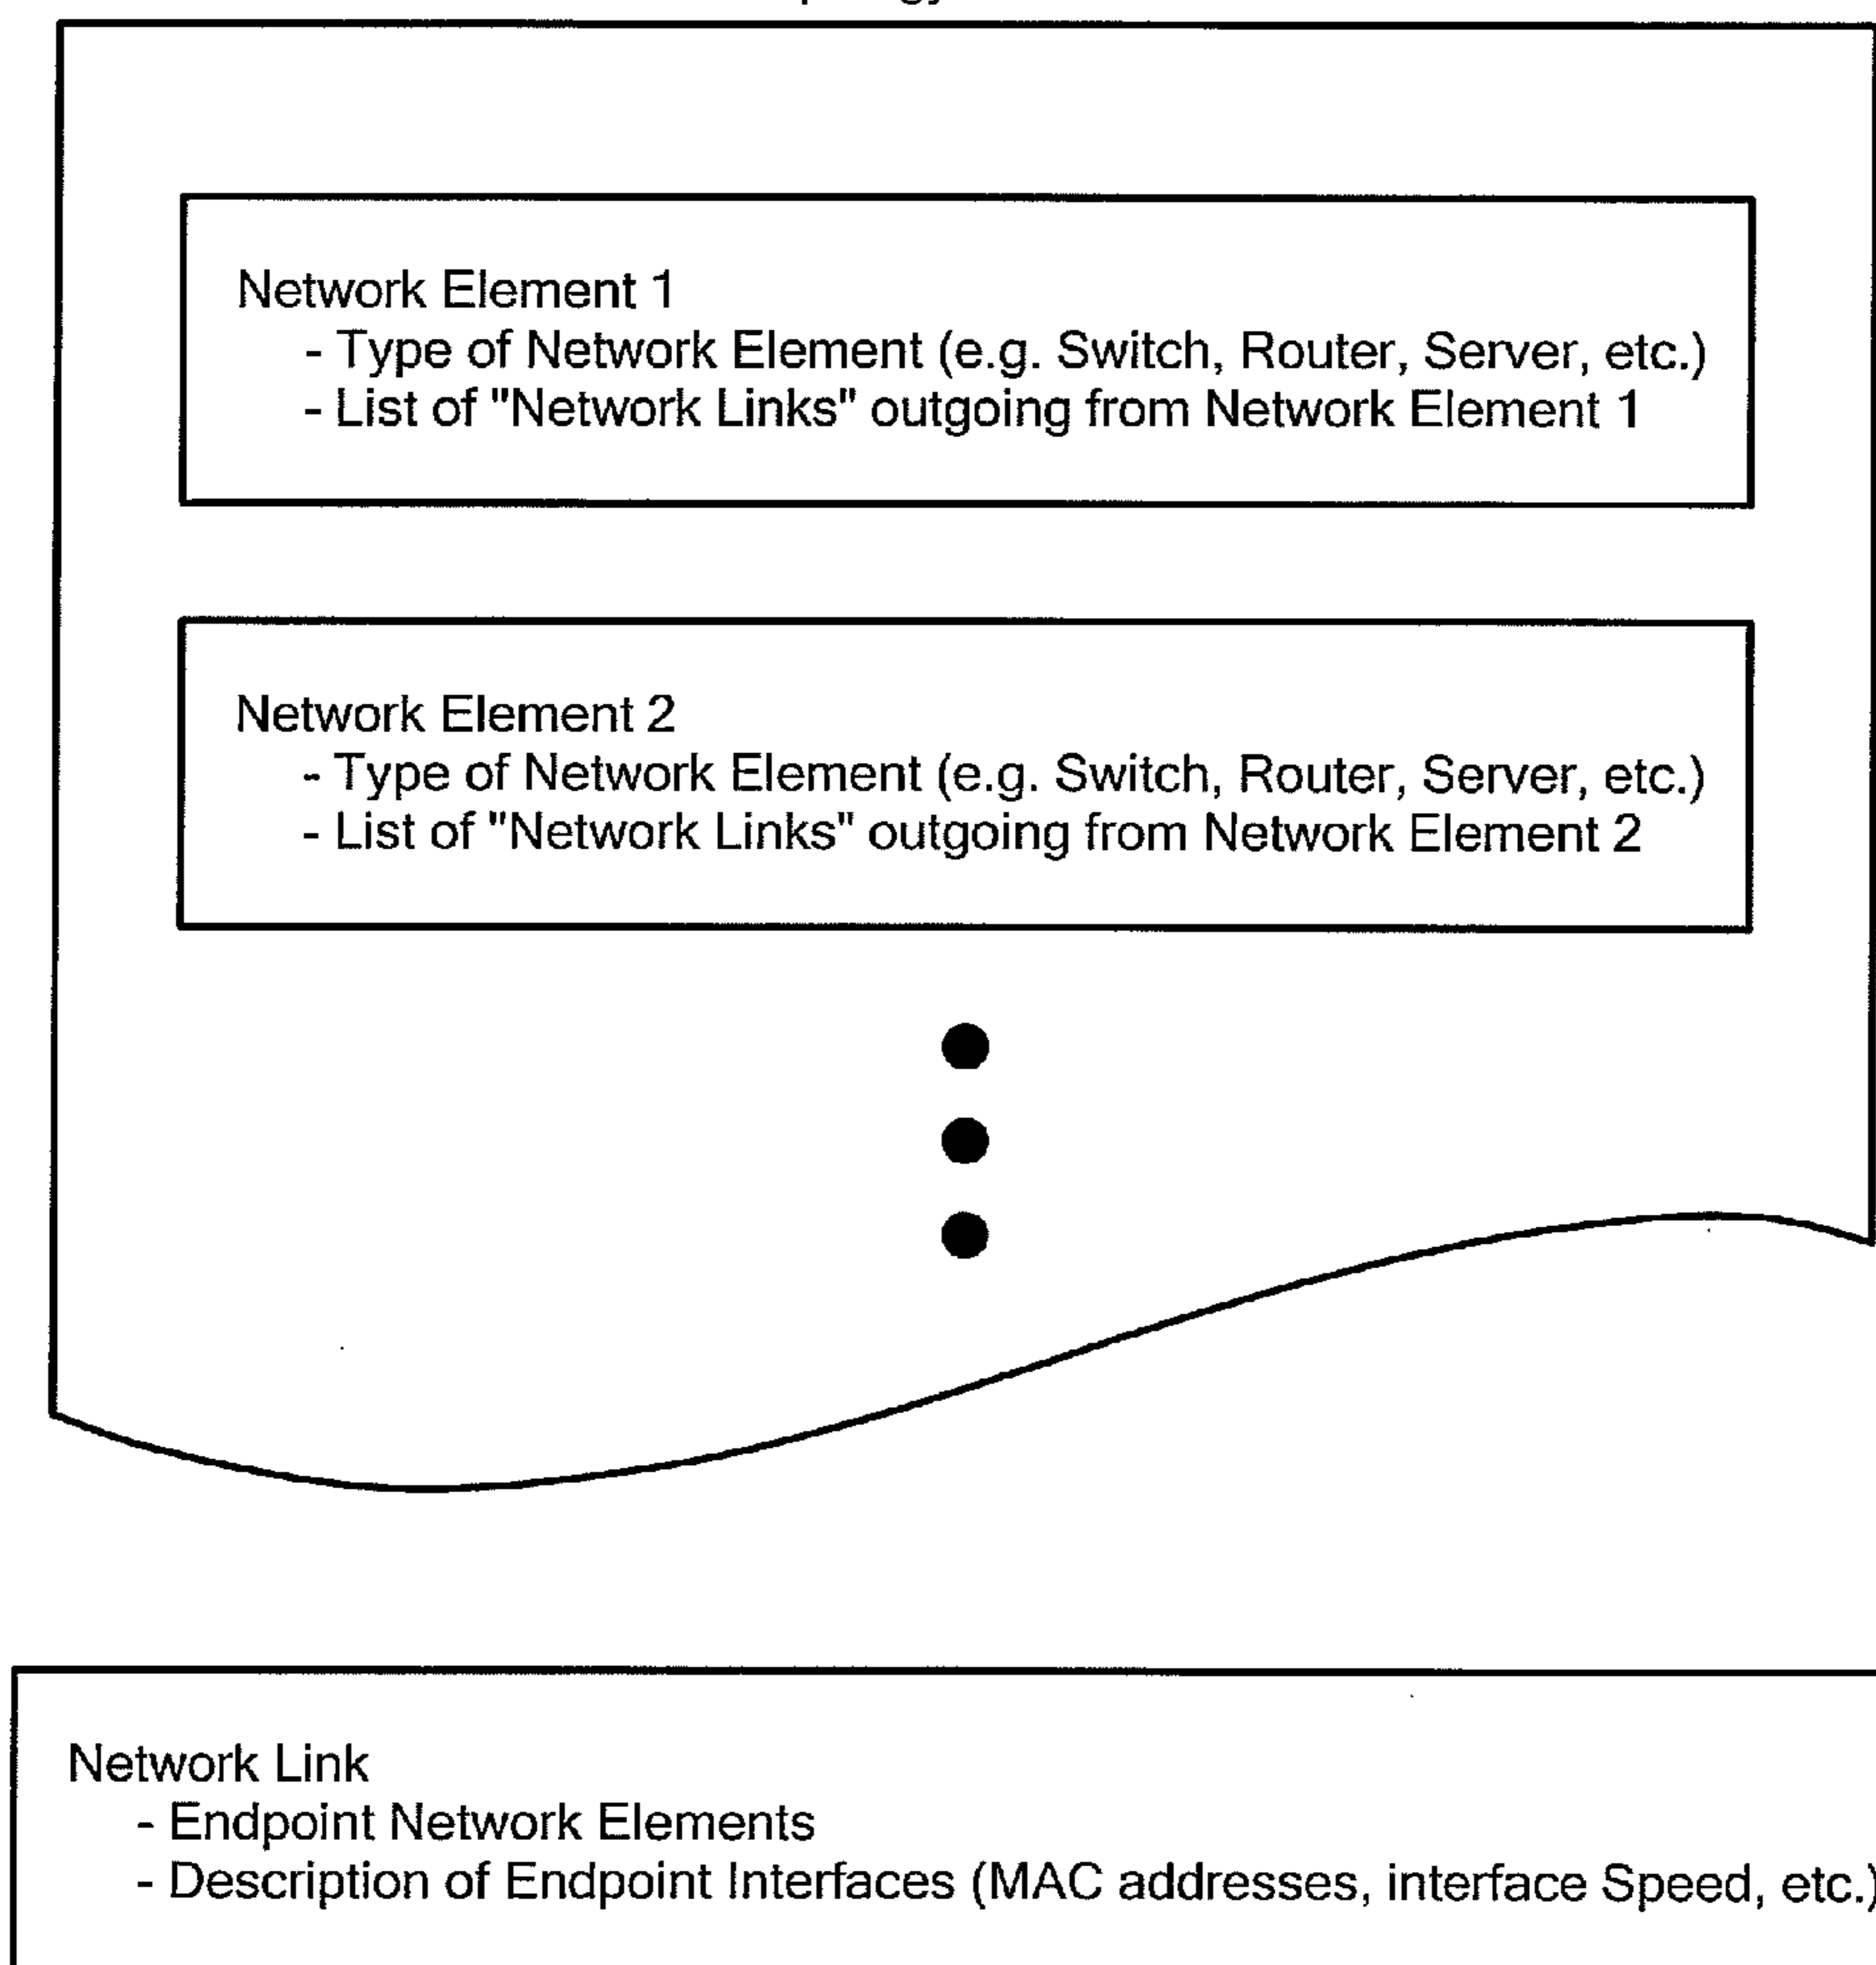 Network Element 1
- Type of Network Element (e.g. Switch, Router, Server, etc.)
- List of "Network Links" outgoing from Network Element 1
Network Element 2
- Type of Network Element (e.g. Switch, Router, Server, etc.)
- List of "Network Links" outgoing from Network Element 2
Network Link
- Endpoint Network Elements
- Description of Endpoint Interfaces (MAC addresses, interface Speed, etc.)